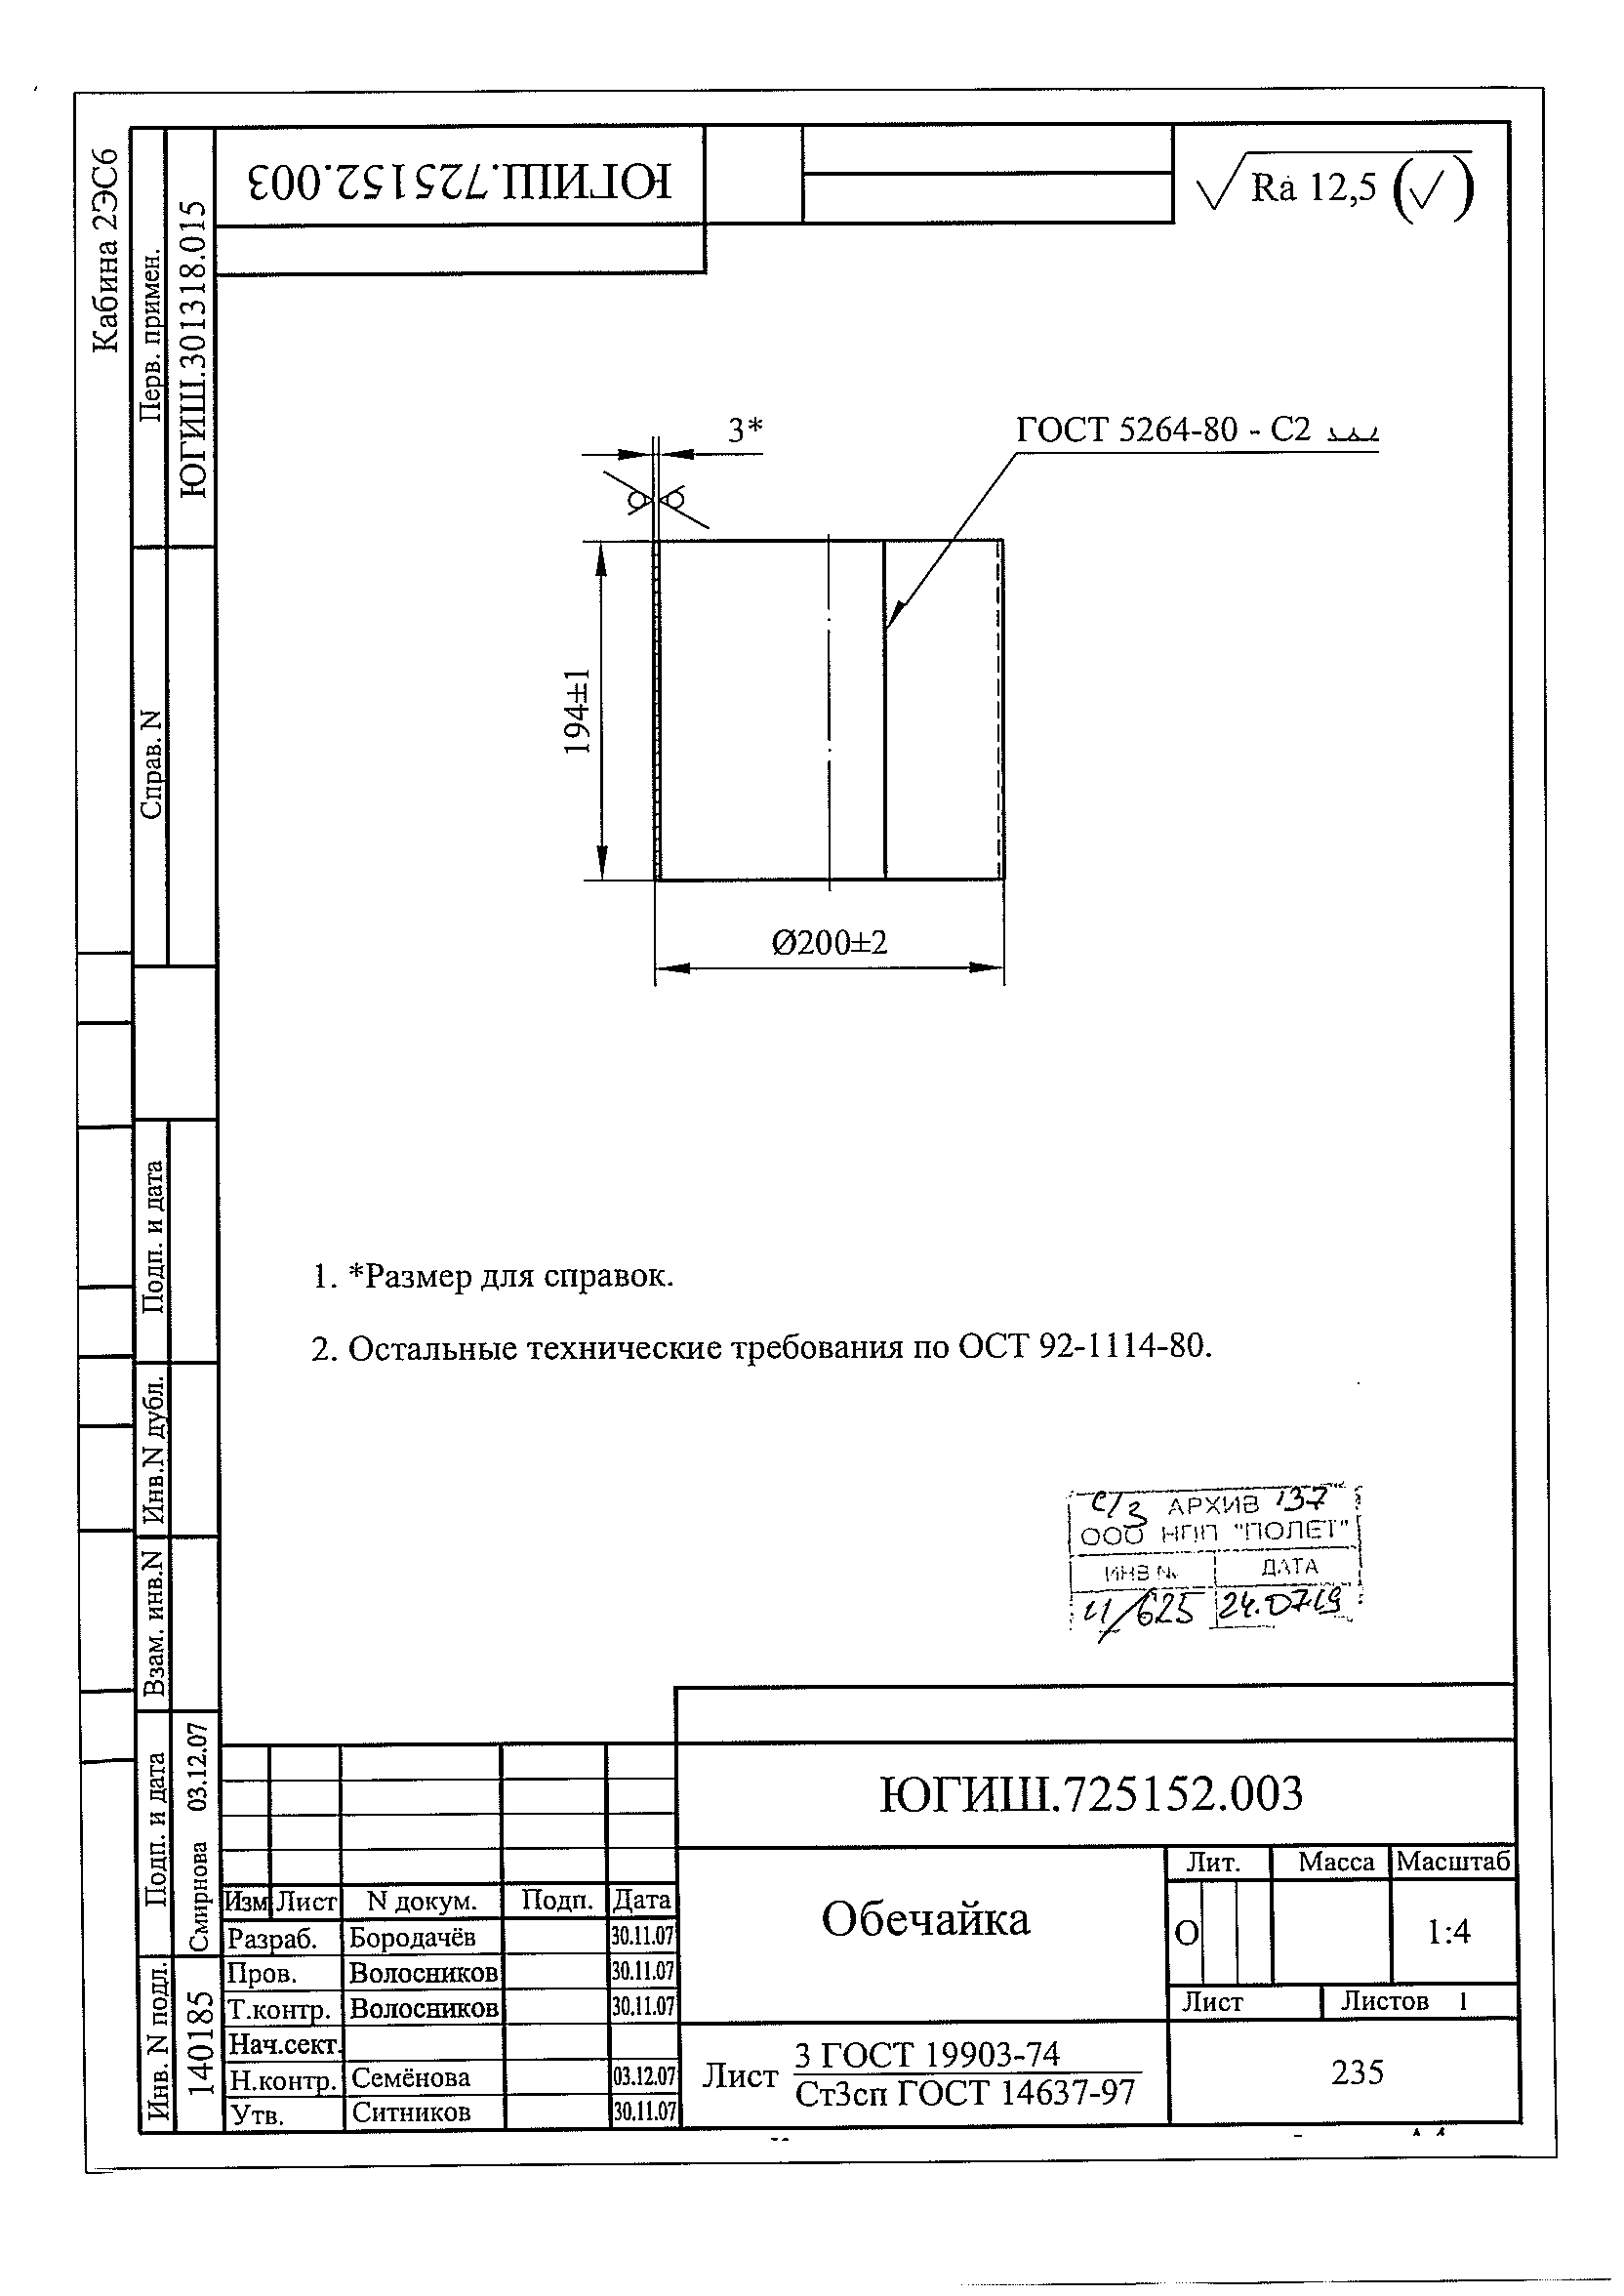 Кабина 2ЭС6
Перв. примен.
ЮГИШ.301318.015
Справ. N
Подп. и дата
Инв.N дубл.
Взам. инв.N
Подп. и дата
Смирнова 03.12.07
Инв. N подл.
140185
ЮГИШ.725152.003
Ra 12,5 (√)
3*
ГОСТ 5264-80 - С2
194±1
Ø200±2
1. *Размер для справок.
2. Остальные технические требования по ОСТ 92-1114-80.
с/з АРХИВ 137
ООО НПП "ПОЛЕТ"
ИНВ № ДАТА
и/625 24.07.19
ЮГИШ.725152.003
Изм Лист N докум. Подп. Дата
Разраб. Бородачёв 30.11.07
Пров. Волосников 30.11.07
Т.контр. Волосников 30.11.07
Нач.сект.
Н.контр. Семёнова 03.12.07
Утв. Ситников 30.11.07
Обечайка
Лит. Масса Масштаб
О 1:4
Лист Листов 1
Лист 3 ГОСТ 19903-74
Ст3сп ГОСТ 14637-97
235